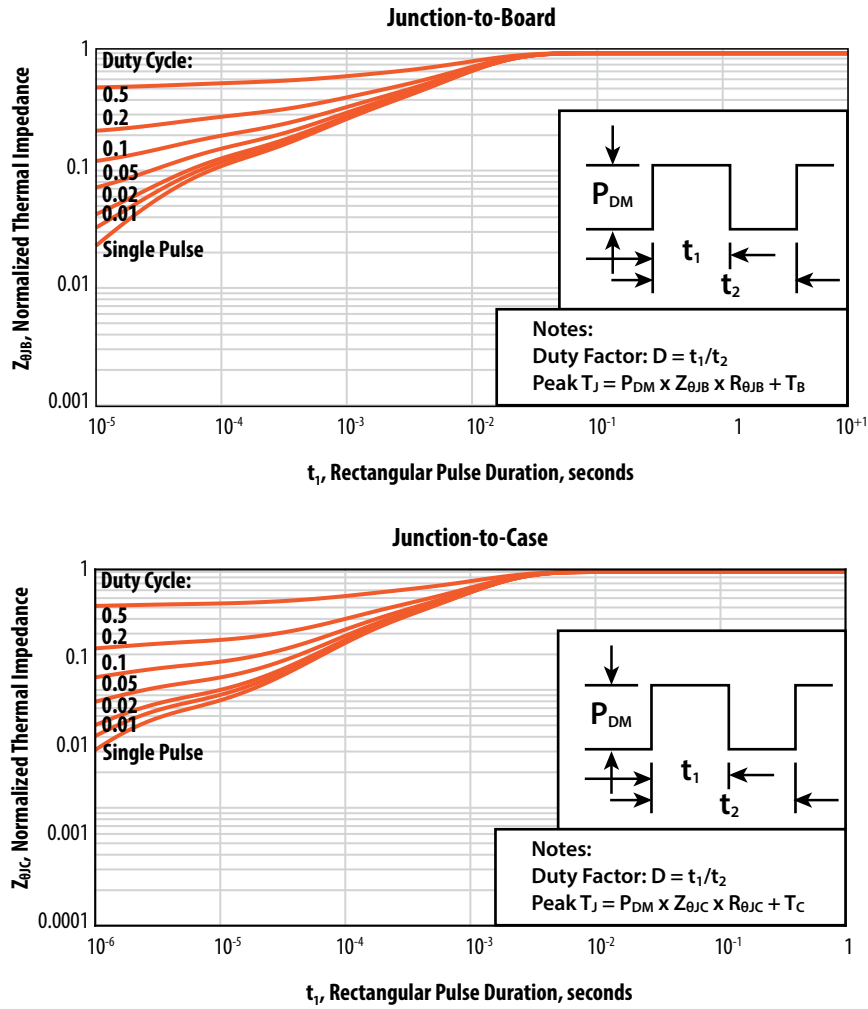 Junction-to-Board
1
Duty Cycle:
0.5
0.2
0.1
0.1
0.05
0.02
0.01
Single Pulse
0.01
0.001
ZθJB, Normalized Thermal Impedance
PDM
t1
t2
Notes:
Duty Factor: D = t1/t2
Peak TJ = PDM x ZθJB x RθJB + TB
10-5 10-4 10-3 10-2 10-1 1 10+1
t1, Rectangular Pulse Duration, seconds
Junction-to-Case
1
Duty Cycle:
0.5
0.2
0.1
0.1
0.05
0.02
0.01
0.01
Single Pulse
0.001
0.0001
ZθJC, Normalized Thermal Impedance
PDM
t1
t2
Notes:
Duty Factor: D = t1/t2
Peak TJ = PDM x ZθJC x RθJC + TC
10-6 10-5 10-4 10-3 10-2 10-1 1
t1, Rectangular Pulse Duration, seconds